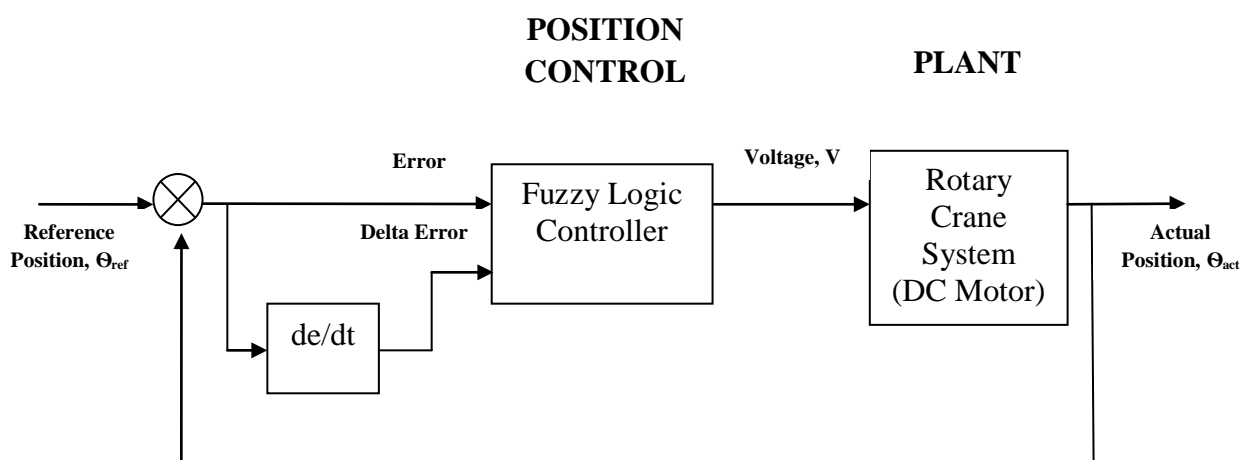 POSITION
CONTROL
PLANT
Error
Voltage, V
Fuzzy Logic
Controller
Rotary
Crane
System
(DC Motor)
Reference
Position, ϴref
Delta Error
Actual
Position, ϴact
de/dt